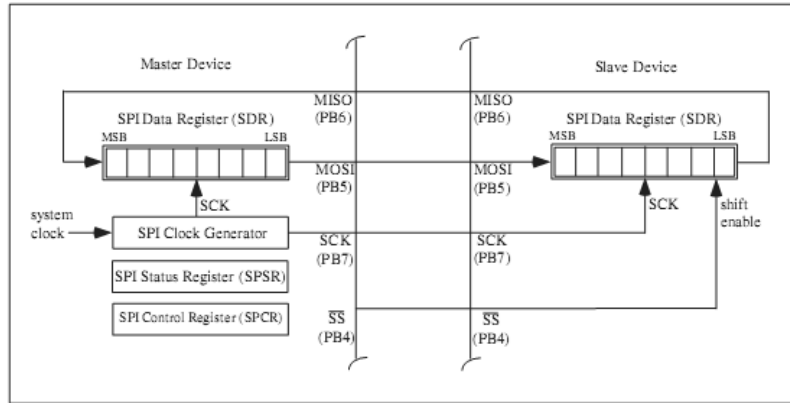 Master Device
Slave Device
MISO
(PB6)
MISO
(PB6)
SPI Data Register (SDR)
MSB
LSB
SPI Data Register (SDR)
MSB
LSB
MOSI
(PB5)
MOSI
(PB5)
SCK
SCK
shift
enable
system
clock
SPI Clock Generator
SCK
(PB7)
SCK
(PB7)
SPI Status Register (SPSR)
SPI Control Register (SPCR)
SS
(PB4)
SS
(PB4)